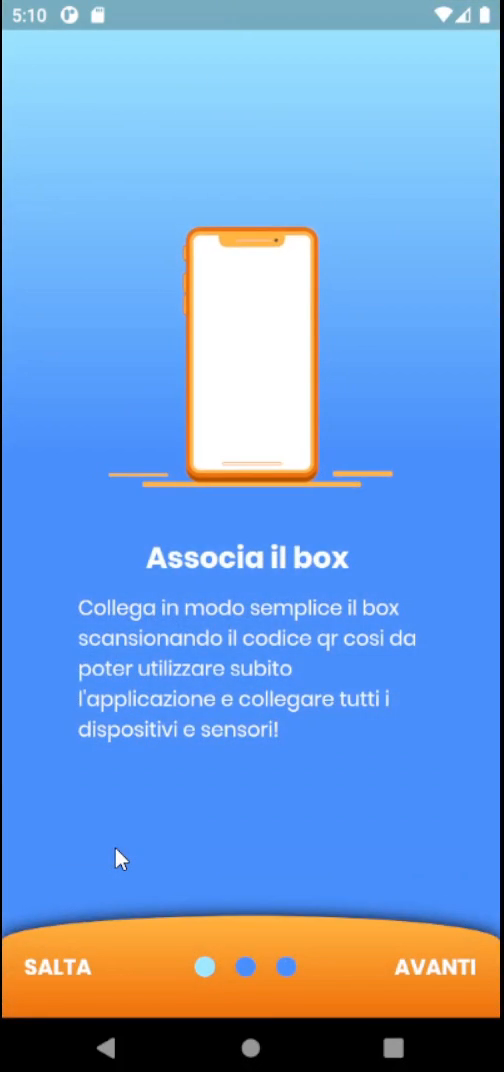 5:10
Associa il box
Collega in modo semplice il box
scansionando il codice qr cosi da
poter utilizzare subito
l'applicazione e collegare tutti i
dispositivi e sensori!
SALTA
AVANTI